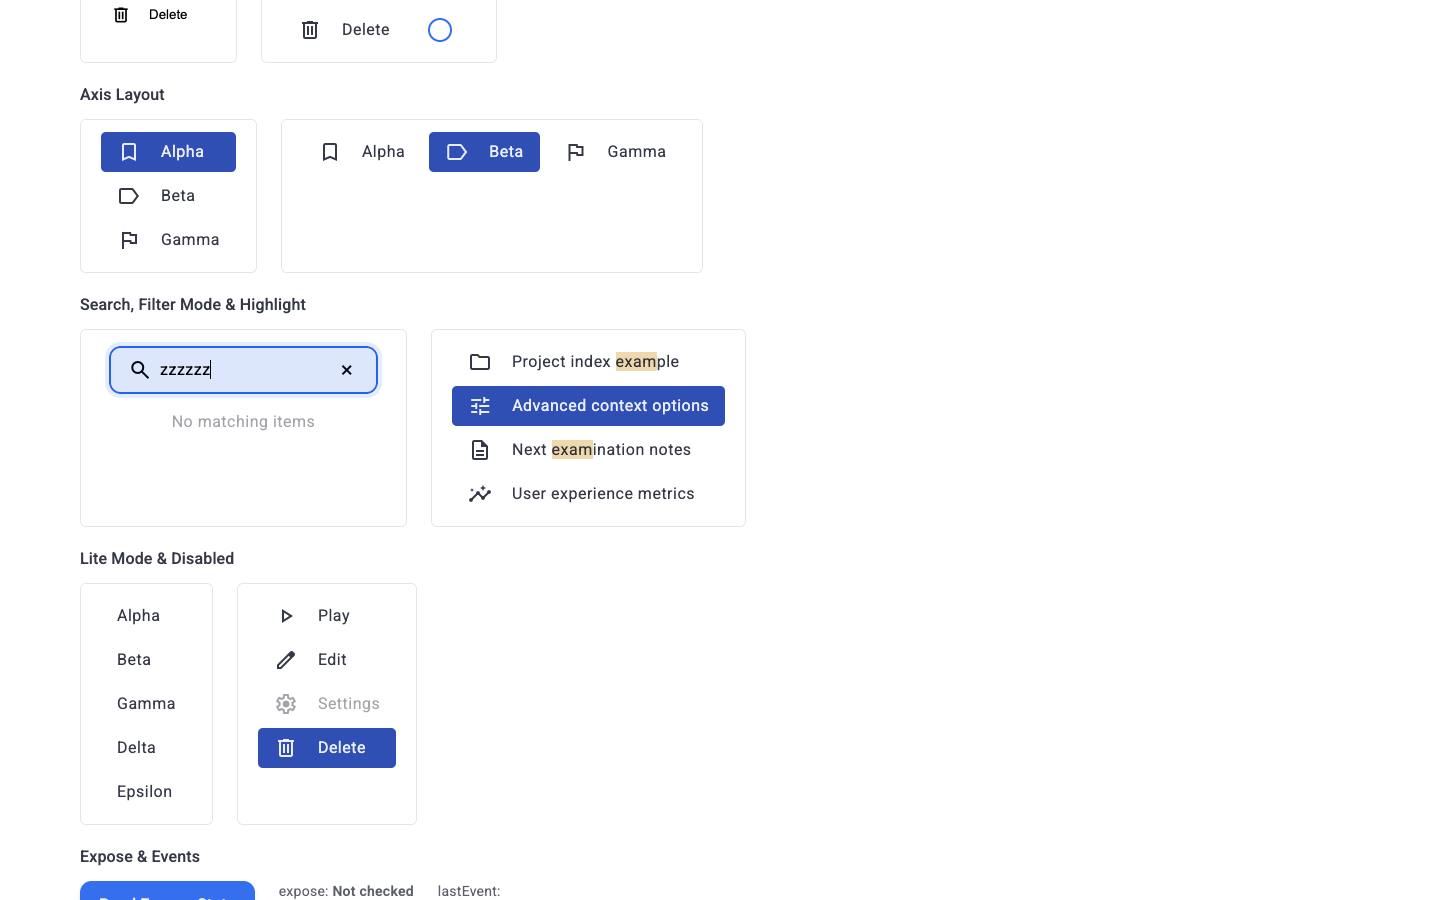 Delete
Delete
Axis Layout
Alpha
Beta
Gamma
Alpha
Beta
Gamma
Search, Filter Mode & Highlight
zzzzzz
No matching items
Project index example
Advanced context options
Next examination notes
User experience metrics
Lite Mode & Disabled
Alpha
Beta
Gamma
Delta
Epsilon
Play
Edit
Settings
Delete
Expose & Events
expose: Not checked
lastEvent: